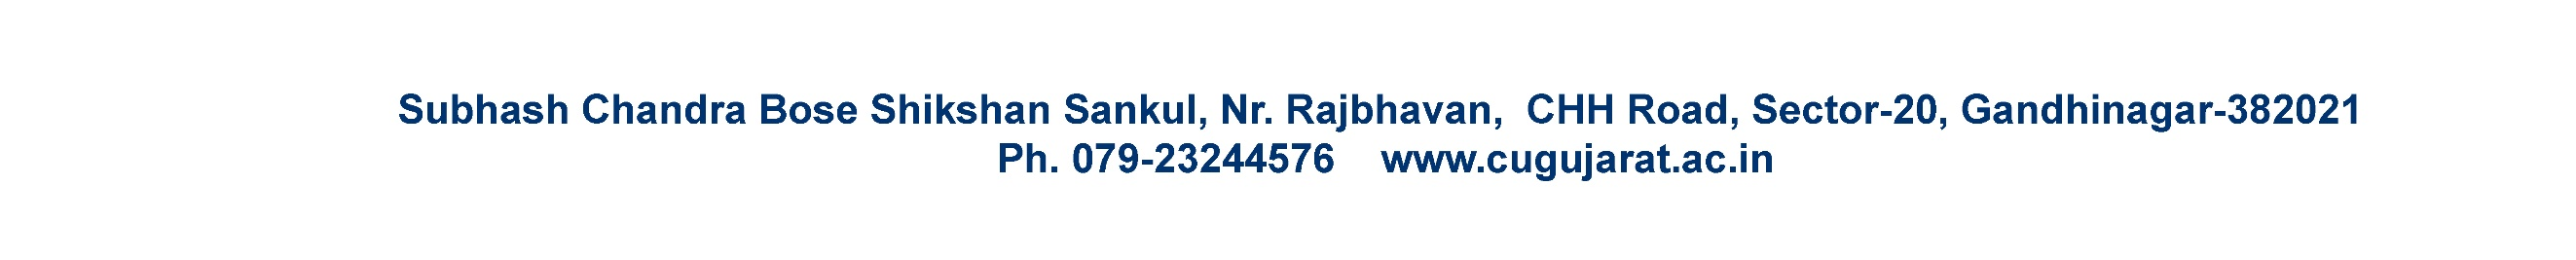 Subhash Chandra Bose Shikshan Sankul, Nr. Rajbhavan, CHH Road, Sector-20, Gandhinagar-382021
Ph. 079-23244576 www.cugujarat.ac.in